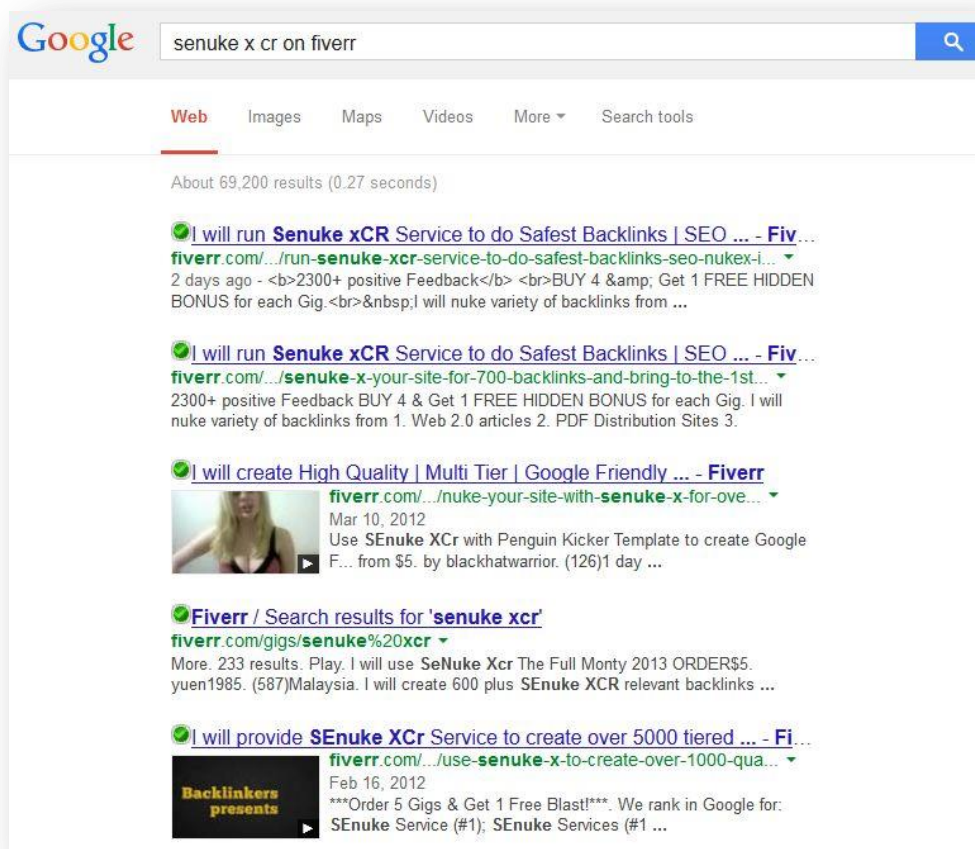 Google
senuke x cr on fiverr
Web Images Maps Videos More Search tools
About 69,200 results (0.27 seconds)
I will run Senuke xCR Service to do Safest Backlinks | SEO ... - Fiv...
fiverr.com/.../run-senuke-xcr-service-to-do-safest-backlinks-seo-nukex-i...
2 days ago - <b>2300+ positive Feedback</b> <br>BUY 4 &amp; Get 1 FREE HIDDEN
BONUS for each Gig.<br>&nbsp;I will nuke variety of backlinks from ...
I will run Senuke xCR Service to do Safest Backlinks | SEO ... - Fiv...
fiverr.com/.../senuke-x-your-site-for-700-backlinks-and-bring-to-the-1st...
2300+ positive Feedback BUY 4 & Get 1 FREE HIDDEN BONUS for each Gig. I will
nuke variety of backlinks from 1. Web 2.0 articles 2. PDF Distribution Sites 3.
I will create High Quality | Multi Tier | Google Friendly ... - Fiverr
fiverr.com/.../nuke-your-site-with-senuke-x-for-ove...
Mar 10, 2012
Use SEnuke XCr with Penguin Kicker Template to create Google
F... from $5. by blackhatwarrior. (126)1 day ...
Fiverr / Search results for 'senuke xcr'
fiverr.com/gigs/senuke%20xcr
More. 233 results. Play. I will use SeNuke Xcr The Full Monty 2013 ORDER$5.
yuen1985. (587)Malaysia. I will create 600 plus SEnuke XCR relevant backlinks ...
I will provide SEnuke XCr Service to create over 5000 tiered ... - Fi...
fiverr.com/.../use-senuke-x-to-create-over-1000-qua...
Feb 16, 2012
Backlinkers
presents
***Order 5 Gigs & Get 1 Free Blast!***. We rank in Google for:
SEnuke Service (#1); SEnuke Services (#1 ...